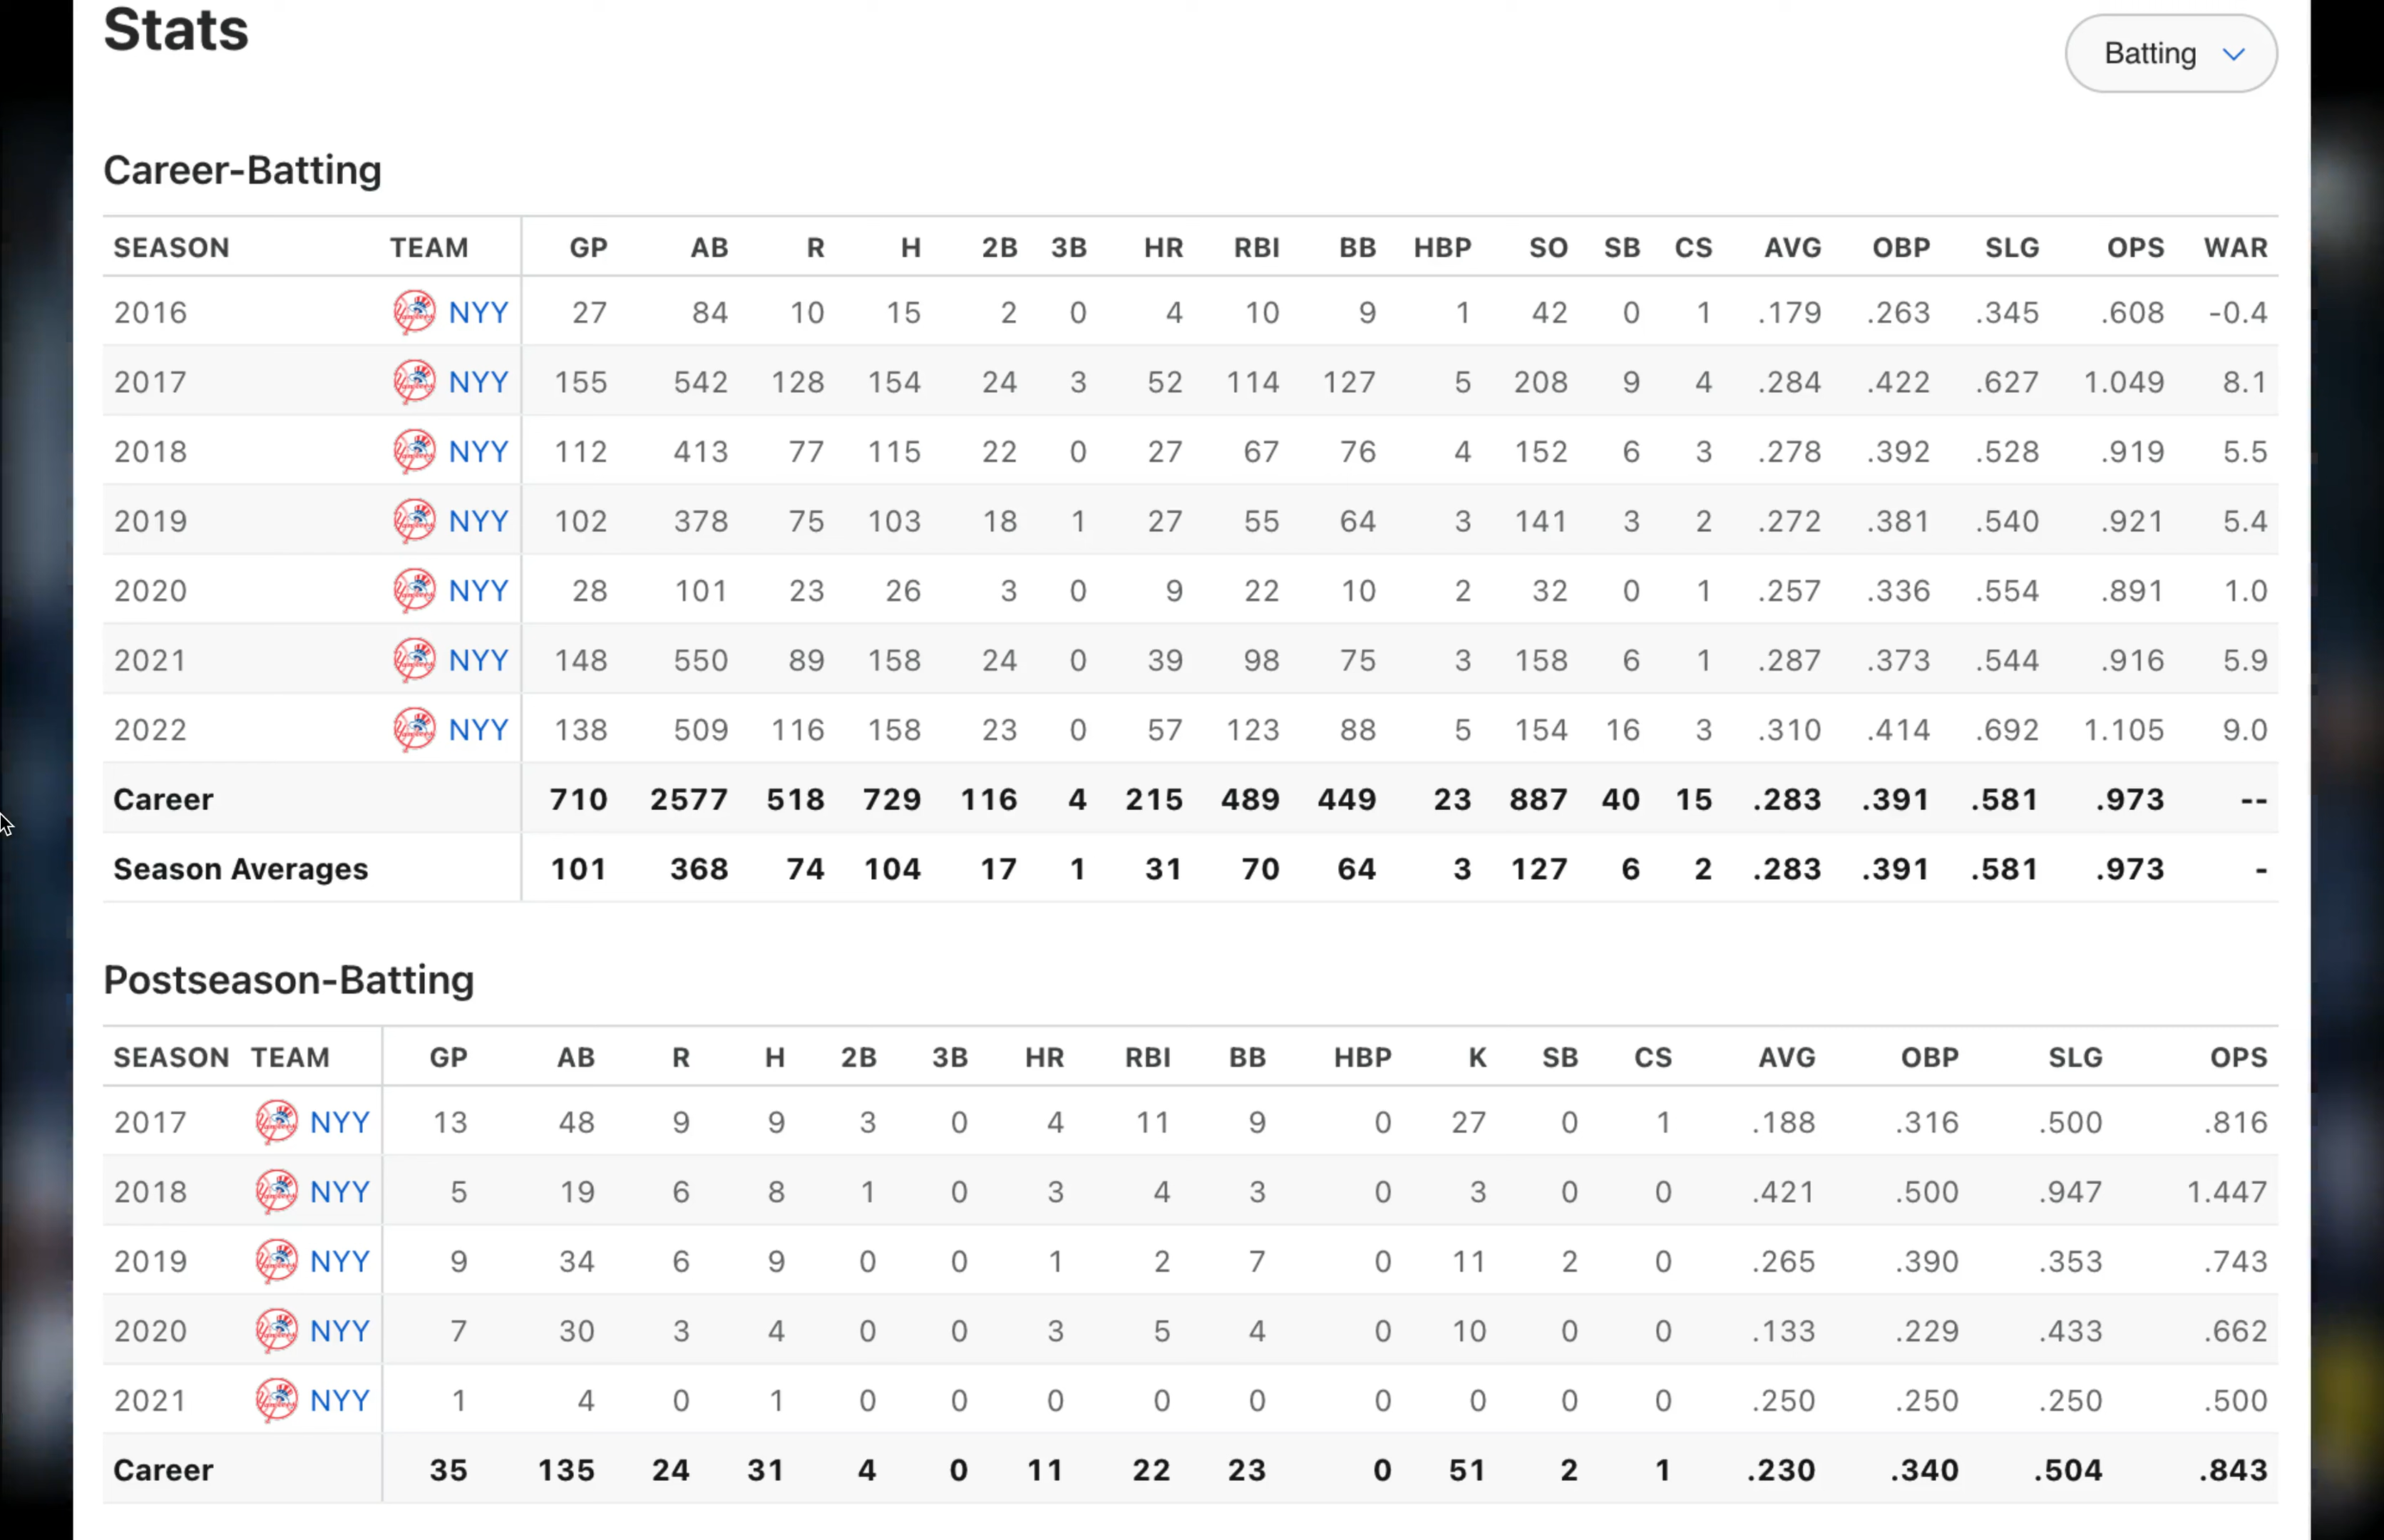 Stats
Batting
Career-Batting
SEASON TEAM GP AB R H 2B 3B HR RBI BB HBP SO SB CS AVG OBP SLG OPS WAR
2016 NYY 27 84 10 15 2 0 4 10 9 1 42 0 1 .179 .263 .345 .608 -0.4
2017 NYY 155 542 128 154 24 3 52 114 127 5 208 9 4 .284 .422 .627 1.049 8.1
2018 NYY 112 413 77 115 22 0 27 67 76 4 152 6 3 .278 .392 .528 .919 5.5
2019 NYY 102 378 75 103 18 1 27 55 64 3 141 3 2 .272 .381 .540 .921 5.4
2020 NYY 28 101 23 26 3 0 9 22 10 2 32 0 1 .257 .336 .554 .891 1.0
2021 NYY 148 550 89 158 24 0 39 98 75 3 158 6 1 .287 .373 .544 .916 5.9
2022 NYY 138 509 116 158 23 0 57 123 88 5 154 16 3 .310 .414 .692 1.105 9.0
Career 710 2577 518 729 116 4 215 489 449 23 887 40 15 .283 .391 .581 .973 --
Season Averages 101 368 74 104 17 1 31 70 64 3 127 6 2 .283 .391 .581 .973 -
Postseason-Batting
SEASON TEAM GP AB R H 2B 3B HR RBI BB HBP K SB CS AVG OBP SLG OPS
2017 NYY 13 48 9 9 3 0 4 11 9 0 27 0 1 .188 .316 .500 .816
2018 NYY 5 19 6 8 1 0 3 4 3 0 3 0 0 .421 .500 .947 1.447
2019 NYY 9 34 6 9 0 0 1 2 7 0 11 2 0 .265 .390 .353 .743
2020 NYY 7 30 3 4 0 0 3 5 4 0 10 0 0 .133 .229 .433 .662
2021 NYY 1 4 0 1 0 0 0 0 0 0 0 0 0 .250 .250 .250 .500
Career 35 135 24 31 4 0 11 22 23 0 51 2 1 .230 .340 .504 .843